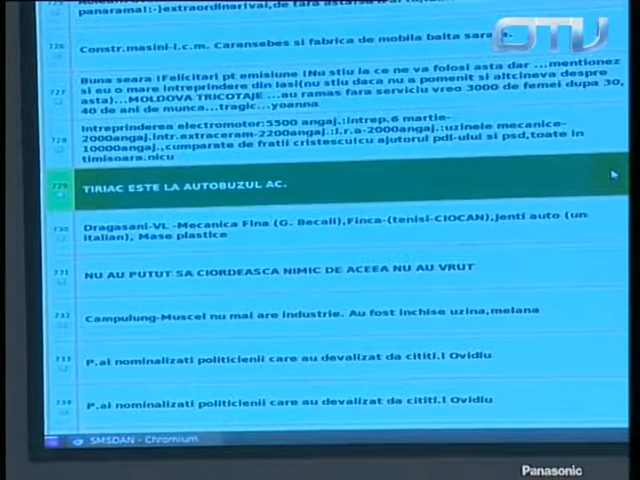 panarama!:-)extraordinar!vai,de
OTV
726
Constr.masini-i.c.m. Caransebes si fabrica de mobila balta
727
Buna seara !Felicitari pt emisiune !Nu stiu la ce ne va folosi asta dar ...mentionez
si eu o mare intreprindere din Iasi(nu stiu daca nu a pomenit si altcineva despre
asta)...MOLDOVA TRICOTAJE ...au ramas fara serviciu vreo 3000 de femei dupa 30,
40 de ani de munca...tragic...yoanna
728
Intreprinderea electromotor:5500 angaj.:intrep.6 martie-
2000angaj.intr.extraceram-2200angaj.:i.r.a-2000angaj.:uzinele mecanice-
10000angaj.,cumparate de fratii cristescu!cu ajutorul pdl-ului si psd,toate in
timisoara.nicu
729
TIRIAC ESTE LA AUTOBUZUL AC.
730
Dragasani-VL -Mecanica Fina (G. Becali),Finca-(tenisi-CIOCAN),jenti auto (un
italian), Mase plastice
731
NU AU PUTUT SA CIORDEASCA NIMIC DE ACEEA NU AU VRUT
732
Campulung-Muscel nu mai are industrie. Au fost inchise uzina,melana
733
P.ai nominalizati politicienii care au devalizat da cititi.! Ovidiu
734
P.ai nominalizati politicienii care au devalizat da cititi.! Ovidiu
SMSDAN - Chromium
Panasonic